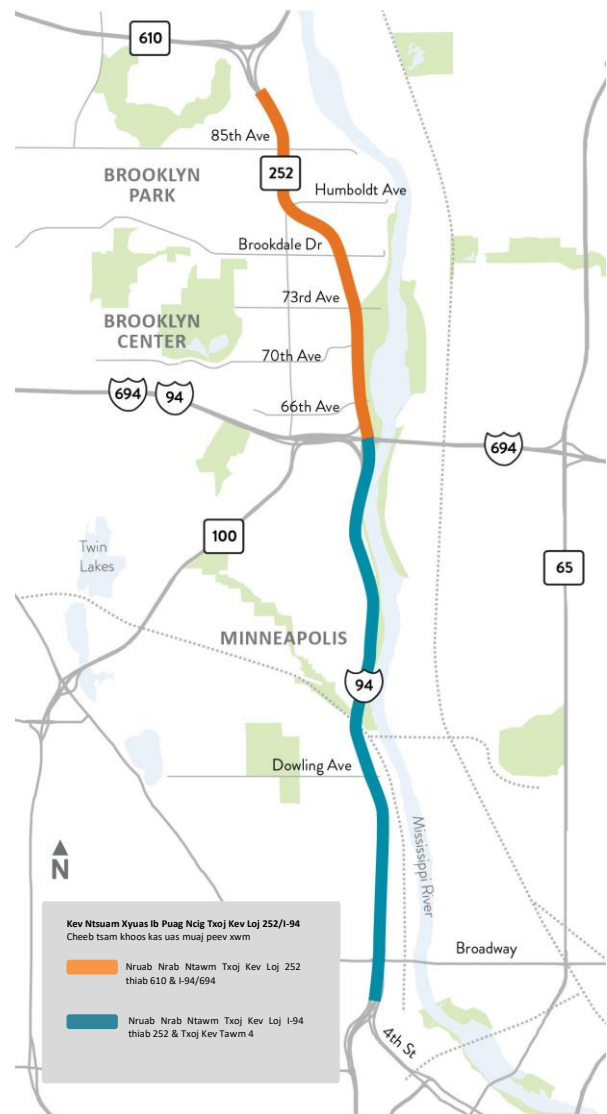 610
85th Ave
252
BROOKLYN
PARK
Humboldt Ave
Brookdale Dr
73rd Ave
BROOKLYN
CENTER
70th Ave
694
94
66th Ave
694
100
Twin
Lakes
65
MINNEAPOLIS
94
Dowling Ave
Mississippi River
N
Kev Ntsuam Xyuas Ib Puag Ncig Txoj Kev Loj 252/I-94
Cheeb tsam khoos kas uas muaj peev xwm
Nruab Nrab Ntawm Txoj Kev Loj 252
thiab 610 & I-94/694
Nruab Nrab Ntawm Txoj Kev Loj I-94
thiab 252 & Txoj Kev Tawm 4
Broadway
4th St